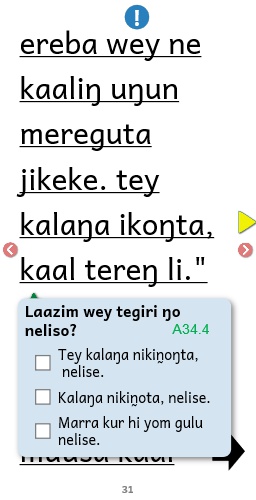 ereba wey ne
kaaliŋ uŋun
mereguta
jikeke. tey
kalaŋa ikoŋta,
kaal tereŋ li."
Laazim wey tegiri ŋo
neliso?
A34.4
Tey kalaŋa nikiŋoŋta,
nelise.
Kalaŋa nikiŋota, nelise.
Marra kur hi yom gulu
nelise.
31